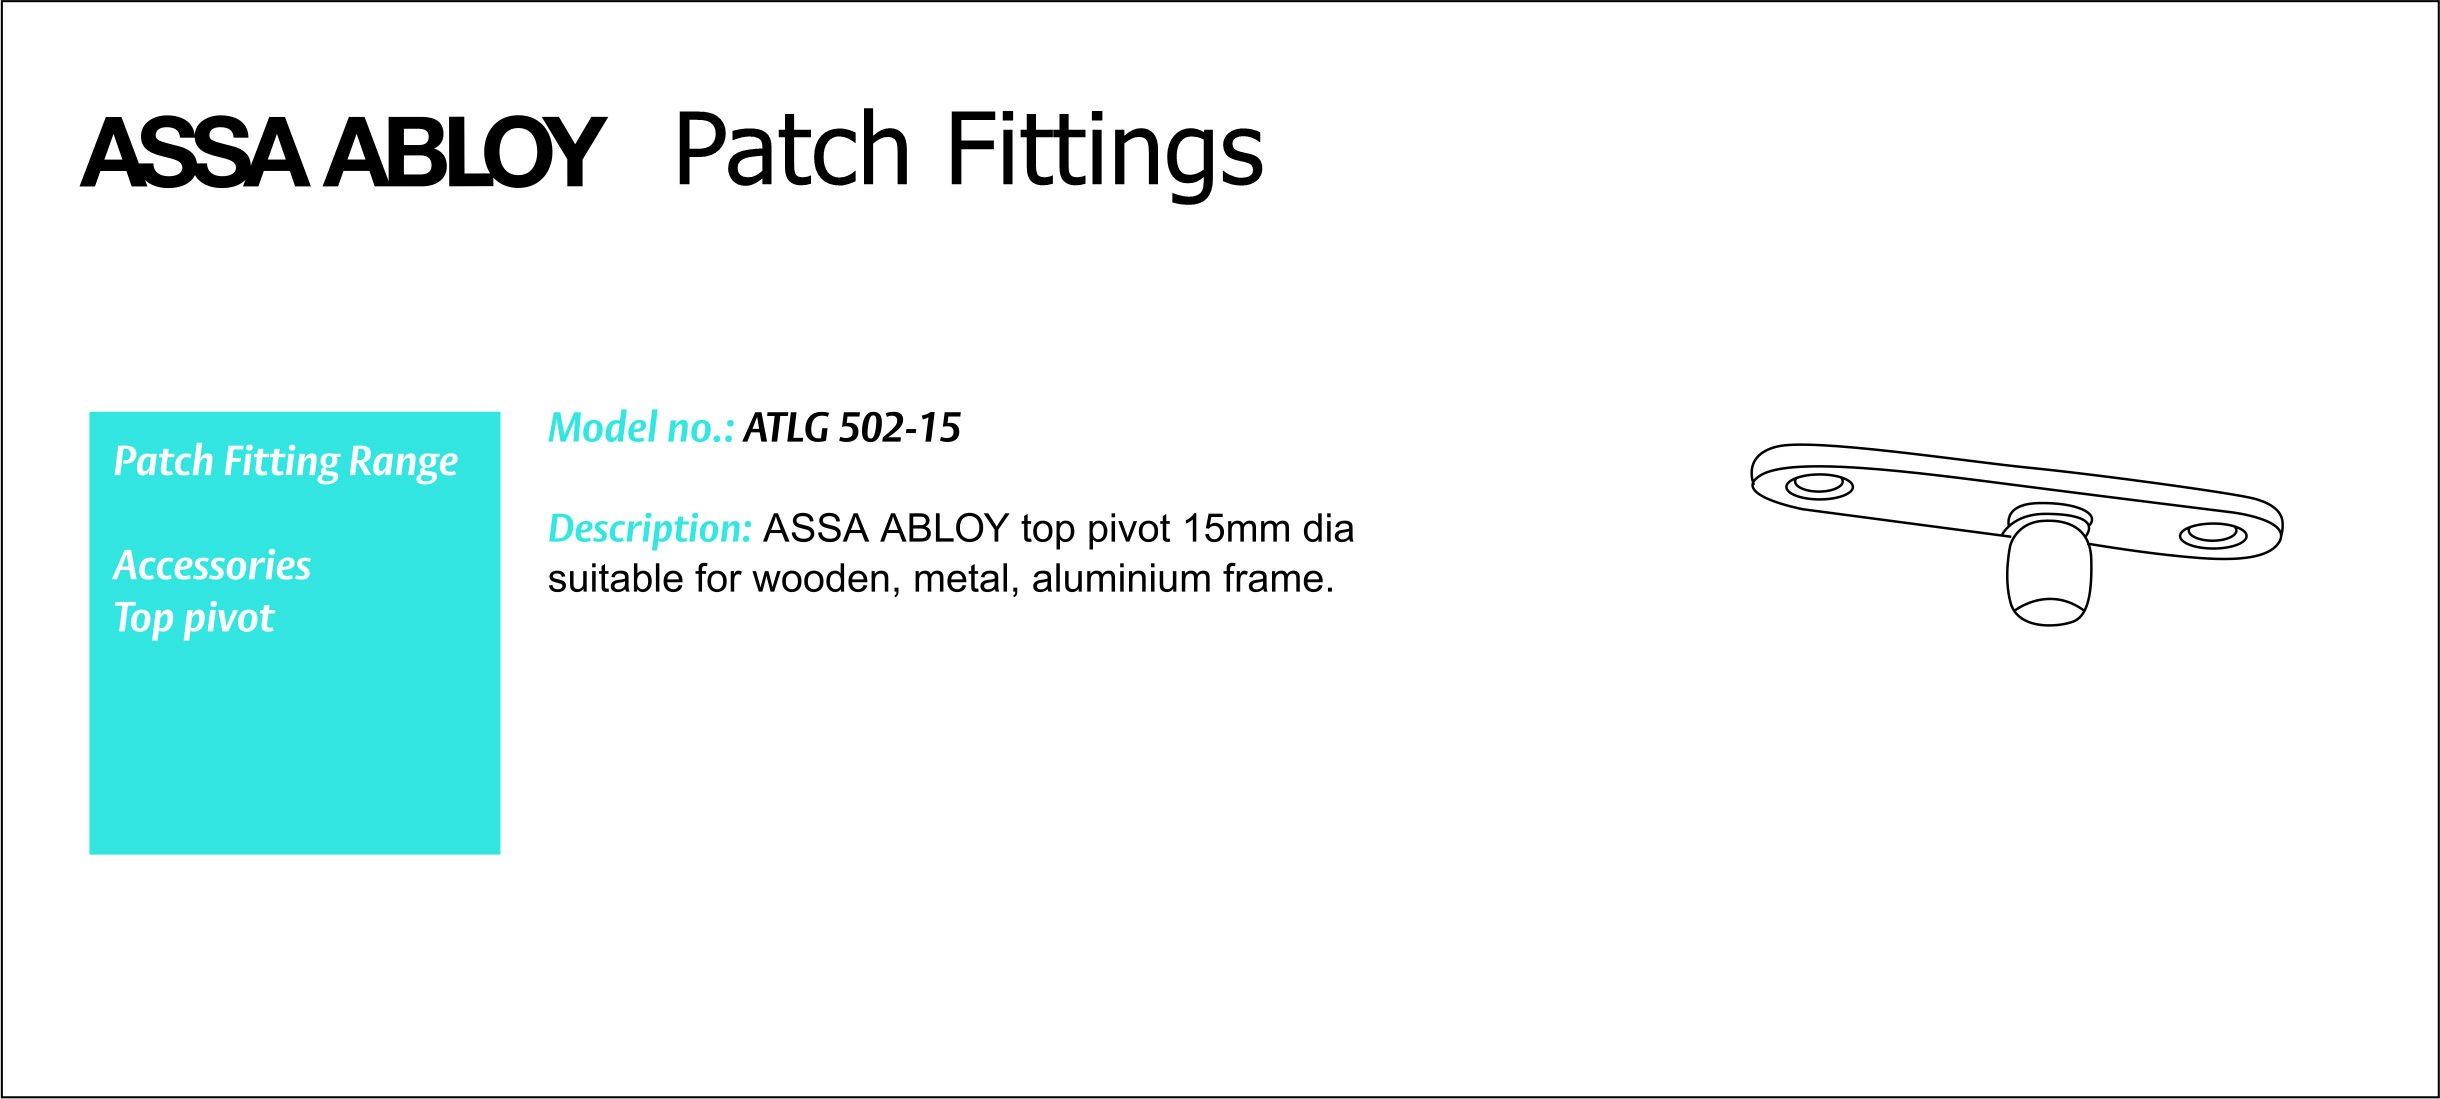 ASSA ABLOY Patch Fittings
Patch Fitting Range
Accessories
Top pivot
Model no.: ATLG 502-15
Description: ASSA ABLOY top pivot 15mm dia
suitable for wooden, metal, aluminium frame.